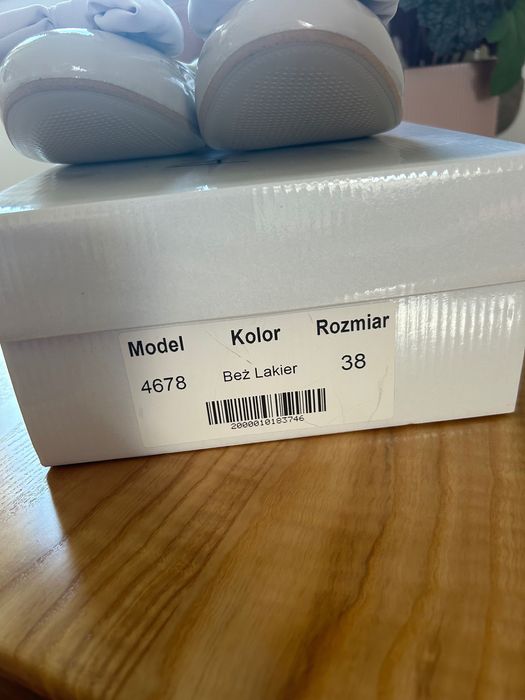 Model Kolor Rozmiar
4678 Beż Lakier 38
2000010183746